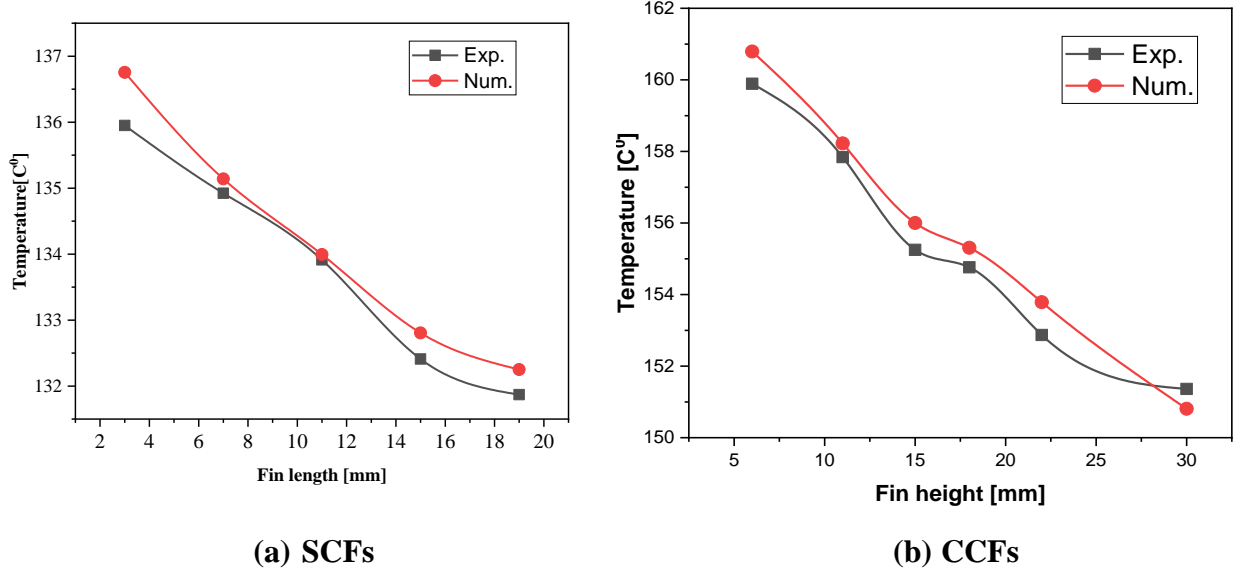 137
136
135
134
133
132
Temperature[C⁰]
2 4 6 8 10 12 14 16 18 20
Fin length [mm]
Exp.
Num.
(a) SCFs
162
160
158
156
154
152
150
Temperature [C⁰]
5 10 15 20 25 30
Fin height [mm]
Exp.
Num.
(b) CCFs